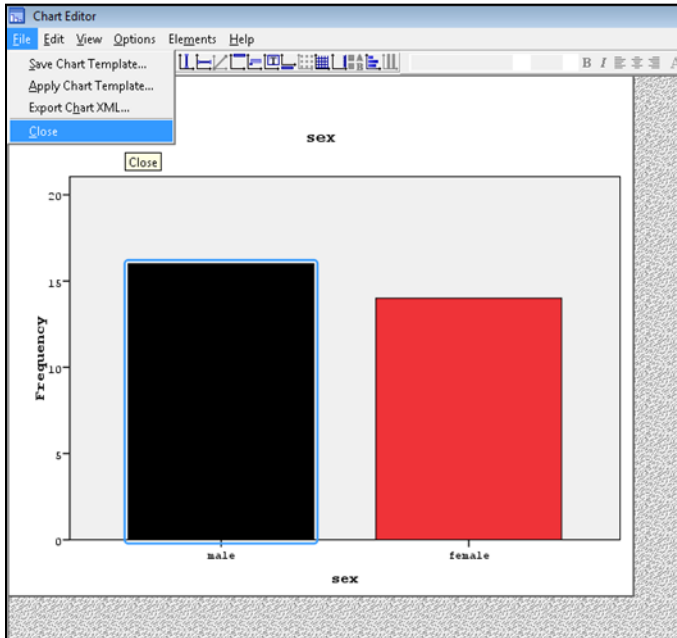 Chart Editor
File Edit View Options Elements Help
Save Chart Template...
Apply Chart Template...
Export Chart XML...
Close
Close
B I
sex
20
15
10
5
0
Frequency
male female
sex